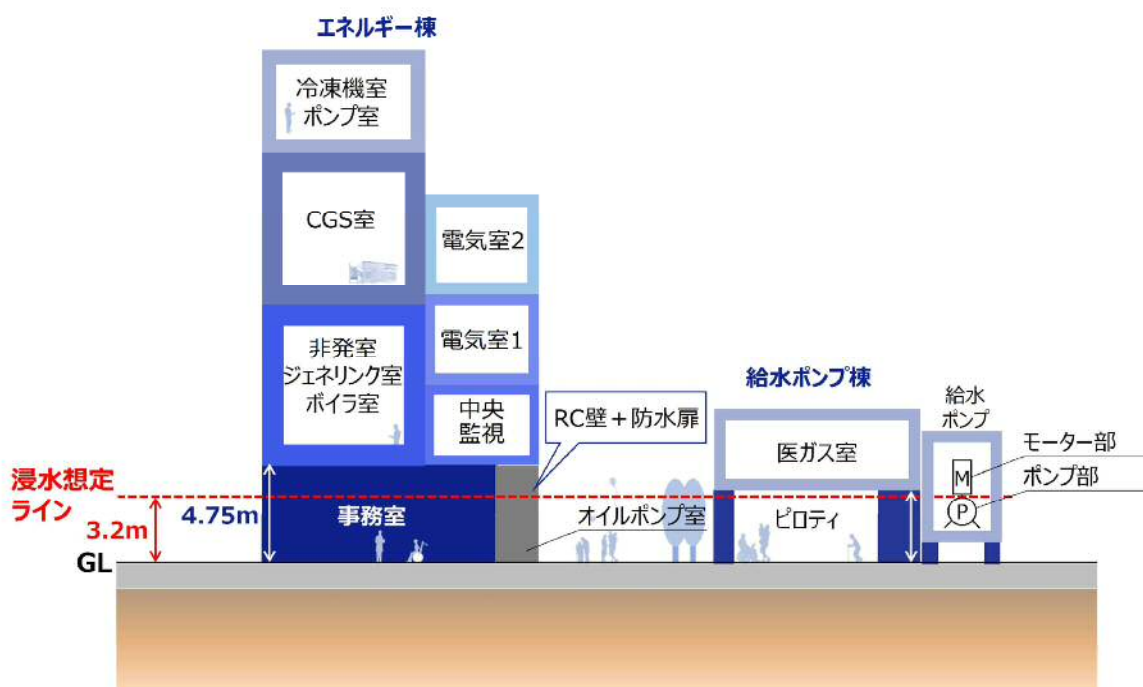 エネルギー棟
冷凍機室
ポンプ室
CGS室
電気室2
非発室
ジェネリンク室
ボイラ室
電気室1
中央
監視
RC壁+防水扉
給水ポンプ棟
医ガス室
給水
ポンプ
モーター部
ポンプ部
M
P
浸水想定
ライン
3.2m
4.75m
事務室
オイルポンプ室
ピロティ
GL